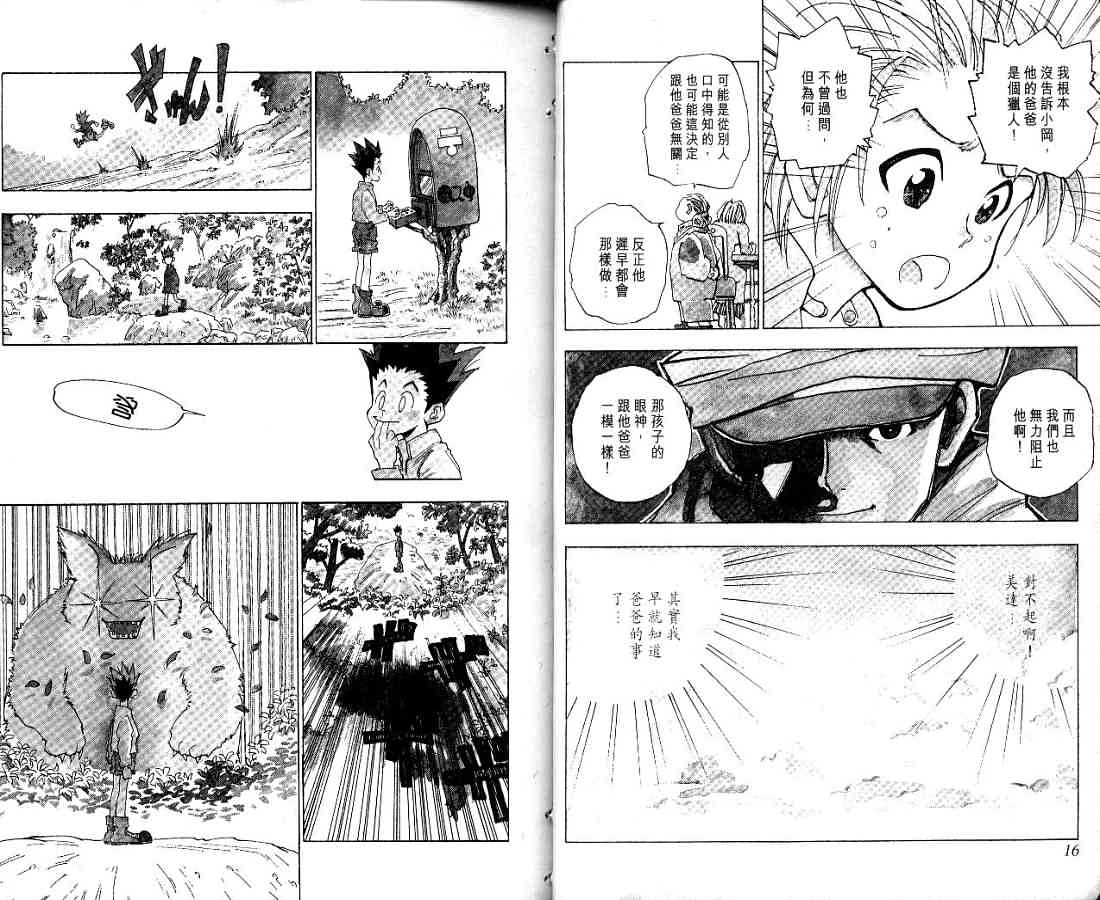 我根本
沒告訴小岡，
他的爸爸
是個獵人！
他也
不曾過問，
但為何…
可能是從別人
口中得知的，
也可能這決定
跟他爸爸無關…
反正他
遲早都會
那樣做…
而且
我們也
無力阻止
他啊！
那孩子的
眼神，
跟他爸爸
一模一樣！
對不起啊！
美達…
其實我
早就知道
爸爸的事
了…
16
〒
ぎゃん！